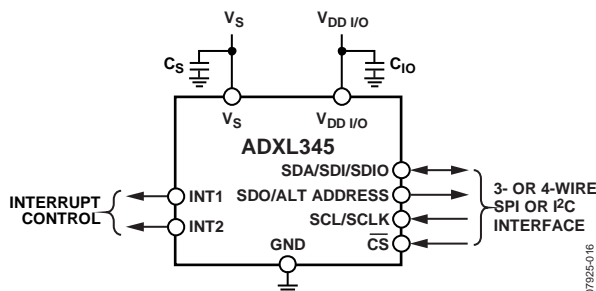 VS
VDD I/O
CS
CIO
VS
VDD I/O
ADXL345
SDA/SDI/SDIO
SDO/ALT ADDRESS
SCL/SCLK
CS
INT1
INT2
GND
INTERRUPT
CONTROL
3- OR 4-WIRE
SPI OR I2C
INTERFACE
07925-016